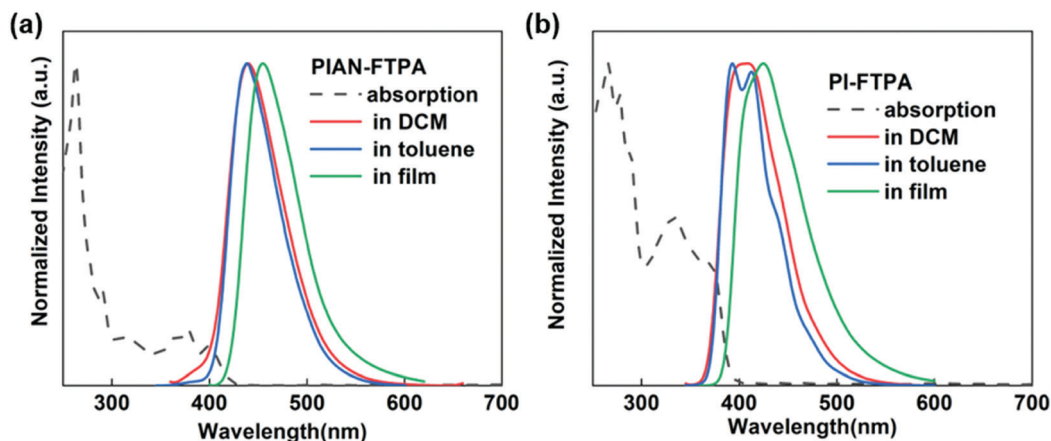 (a)
PIAN-FTPA
absorption
in DCM
in toluene
in film
Normalized Intensity (a.u.)
300 400 500 600 700
Wavelength(nm)
(b)
PI-FTPA
absorption
in DCM
in toluene
in film
Normalized Intensity (a.u.)
300 400 500 600 700
Wavelength(nm)